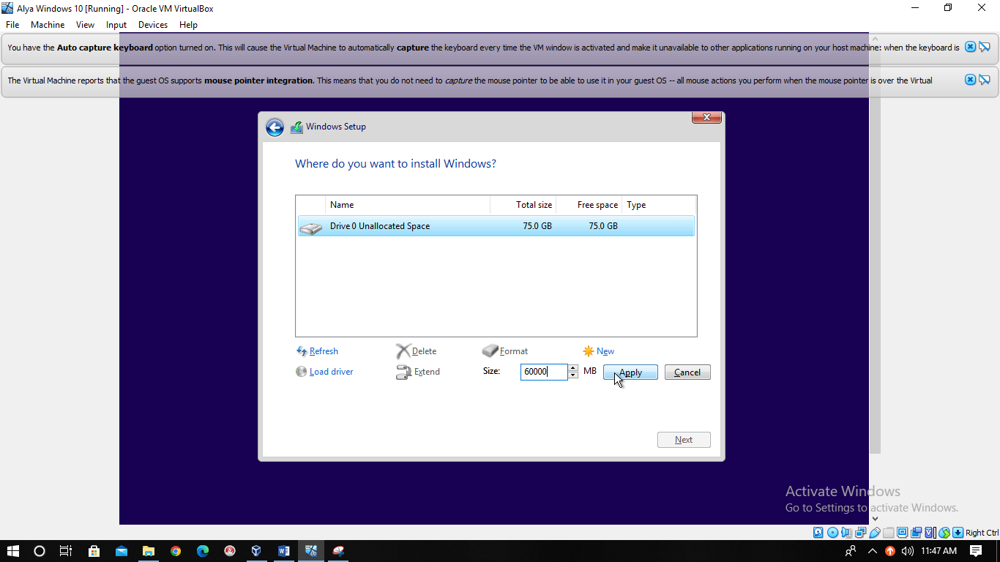 Alya Windows 10 [Running] - Oracle VM VirtualBox
File Machine View Input Devices Help
You have the Auto capture keyboard option turned on. This will cause the Virtual Machine to automatically capture the keyboard every time the VM window is activated and make it unavailable to other applications running on your host machine: when the keyboard is
The Virtual Machine reports that the guest OS supports mouse pointer integration. This means that you do not need to capture the mouse pointer to be able to use it in your guest OS -- all mouse actions you perform when the mouse pointer is over the Virtual
Windows Setup
Where do you want to install Windows?
Name Total size Free space Type
Drive 0 Unallocated Space 75.0 GB 75.0 GB
Refresh Delete Format New
Load driver Extend Size: 60000 MB Apply Cancel
Next
Activate Windows
Go to Settings to activate Windows.
Right Ctrl
11:47 AM